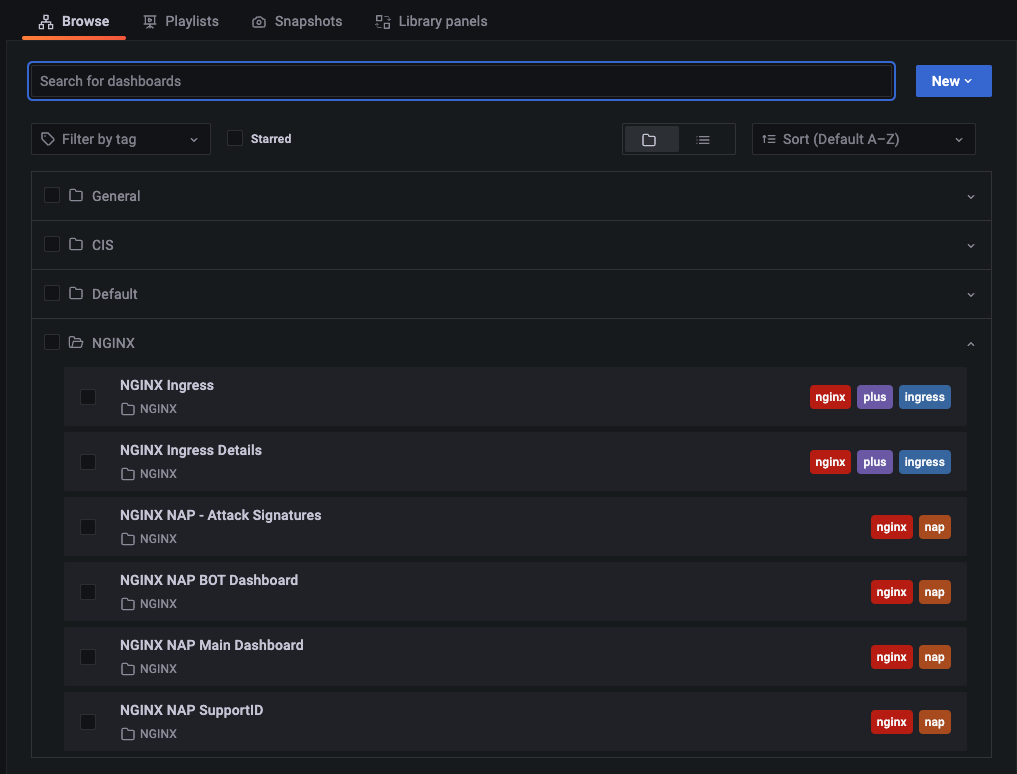 Browse Playlists Snapshots Library panels
Search for dashboards New
Filter by tag Starred Sort (Default A–Z)
General
CIS
Default
NGINX
NGINX Ingress
NGINX
nginx plus ingress
NGINX Ingress Details
NGINX
nginx plus ingress
NGINX NAP - Attack Signatures
NGINX
nginx nap
NGINX NAP BOT Dashboard
NGINX
nginx nap
NGINX NAP Main Dashboard
NGINX
nginx nap
NGINX NAP SupportID
NGINX
nginx nap